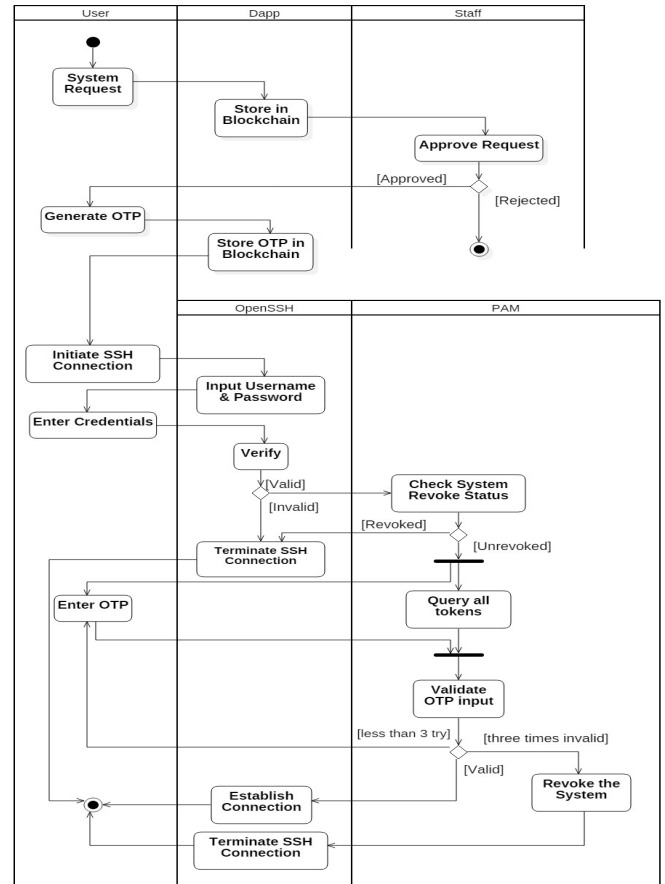 User
Dapp
Staff
System
Request
Store in
Blockchain
Approve Request
[Approved]
[Rejected]
Generate OTP
Store OTP in
Blockchain
OpenSSH
PAM
Initiate SSH
Connection
Input Username
& Password
Enter Credentials
Verify
[Valid]
[Invalid]
Check System
Revoke Status
[Revoked]
[Unrevoked]
Terminate SSH
Connection
Enter OTP
Query all
tokens
Validate
OTP input
[less than 3 try]
[three times invalid]
[Valid]
Revoke the
System
Establish
Connection
Terminate SSH
Connection